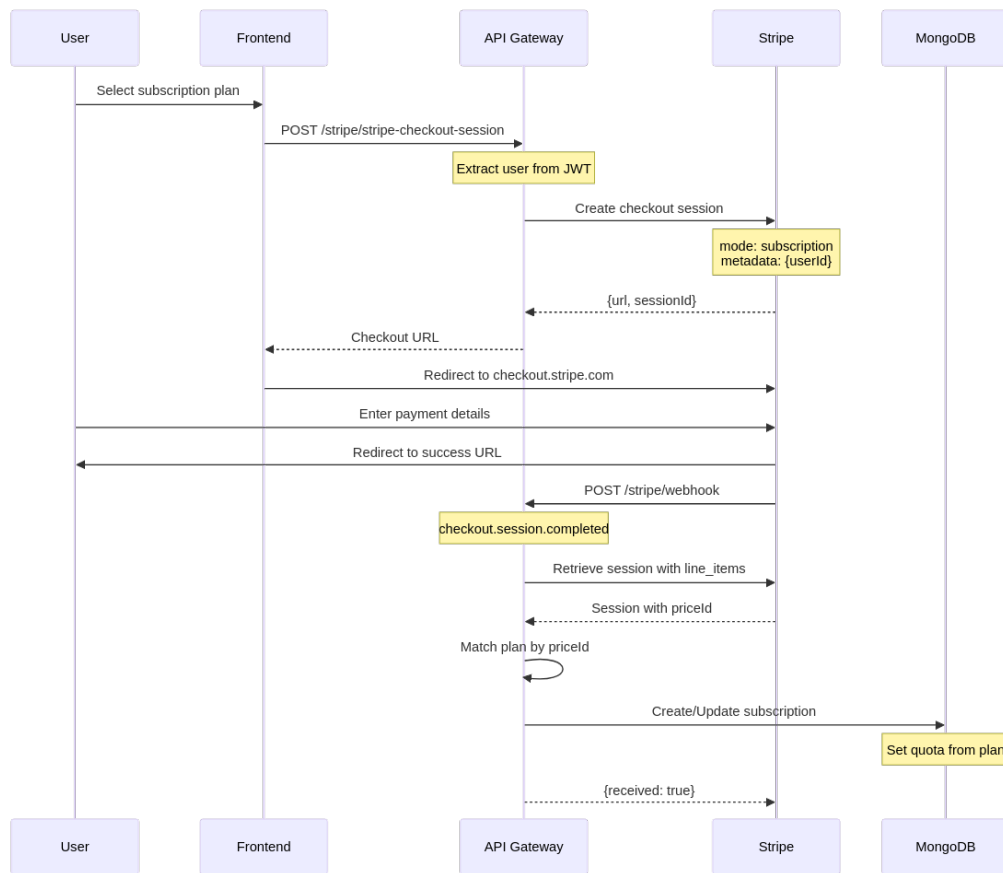 User
Frontend
API Gateway
Stripe
MongoDB
Select subscription plan
POST /stripe/stripe-checkout-session
Extract user from JWT
Create checkout session
mode: subscription
metadata: {userId}
{url, sessionId}
Checkout URL
Redirect to checkout.stripe.com
Enter payment details
Redirect to success URL
POST /stripe/webhook
checkout.session.completed
Retrieve session with line_items
Session with priceId
Match plan by priceId
Create/Update subscription
Set quota from plan
{received: true}
User
Frontend
API Gateway
Stripe
MongoDB